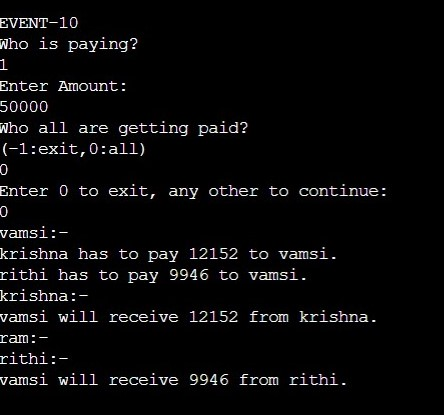 EVENT-10
Who is paying?
1
Enter Amount:
50000
Who all are getting paid?
(-1:exit,0:all)
0
Enter 0 to exit, any other to continue:
0
vamsi:-
krishna has to pay 12152 to vamsi.
rithi has to pay 9946 to vamsi.
krishna:-
vamsi will receive 12152 from krishna.
ram:-
rithi:-
vamsi will receive 9946 from rithi.